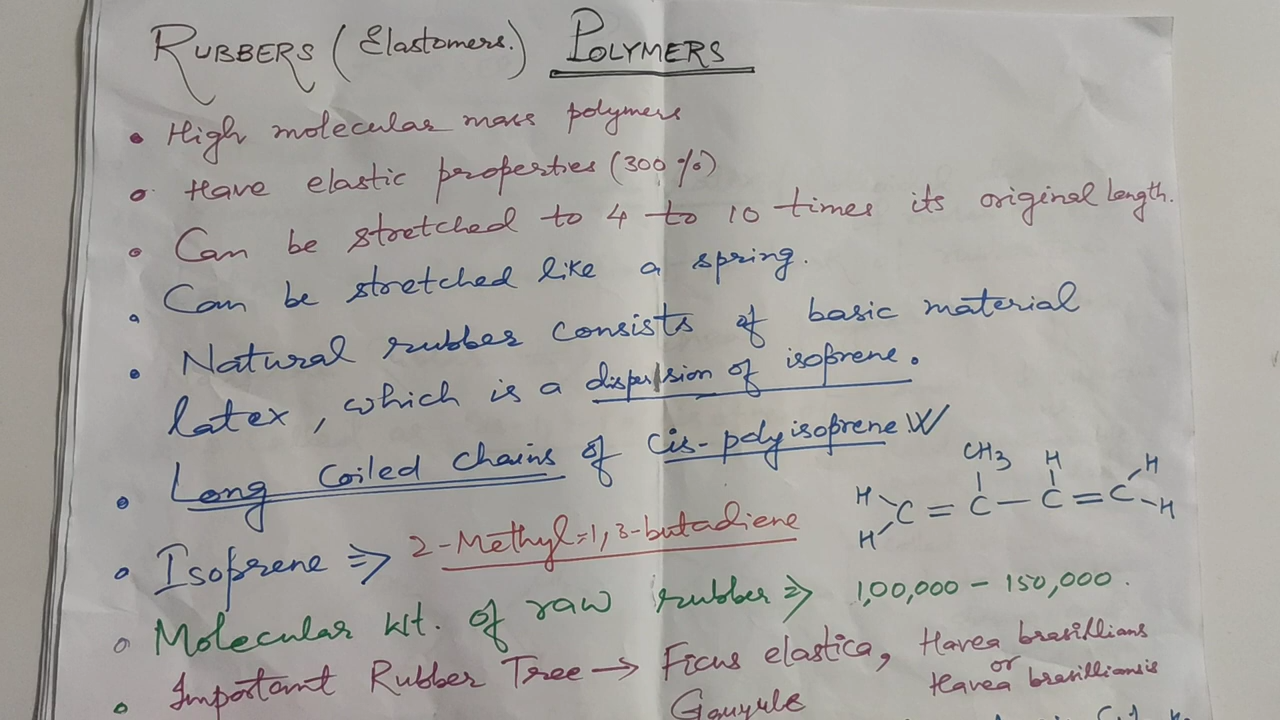 RUBBERS (Elastomers.) POLYMERS
• High molecular mass polymers
• Have elastic properties (300 %)
• Can be stretched to 4 to 10 times its original length.
• Can be stretched like a spring.
• Natural rubber consists of basic material
latex, which is a dispersion of isoprene.
• Long Coiled chains of Cis-polyisoprene W
CH3 H H
H C = C — C = C H
H
• Isoprene ⇒ 2-Methyl-1,3-butadiene
• Molecular Wt. of raw rubber ⇒ 1,00,000 - 150,000.
• Important Rubber Tree → Ficus elastica, Havea brasillians
or
Havea brasilliansis
Gauyule